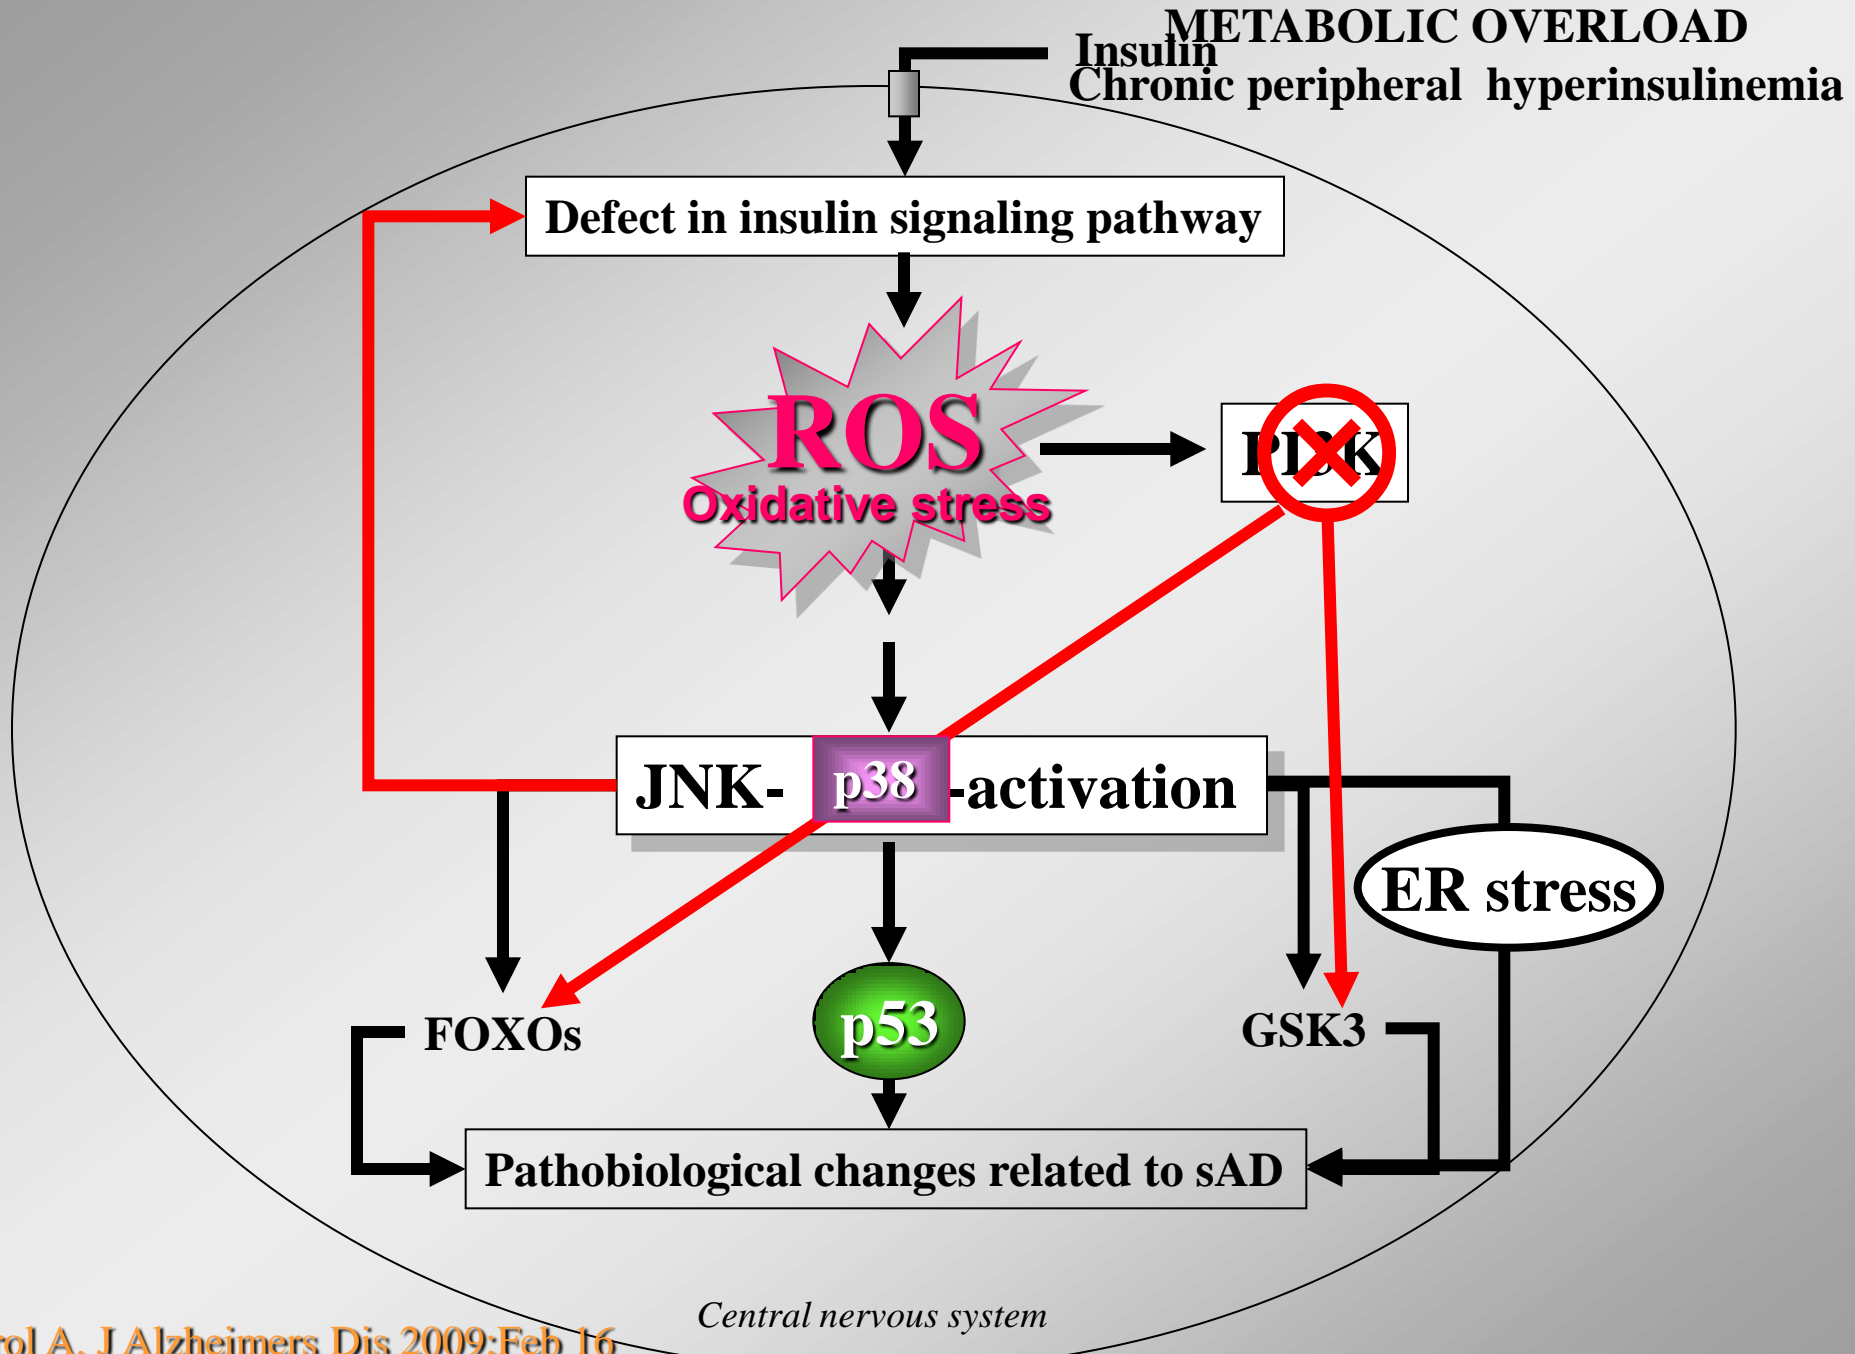 METABOLIC OVERLOAD
Insulin
Chronic peripheral hyperinsulinemia
Defect in insulin signaling pathway
ROS
Oxidative stress
PI3K
JNK- p38 -activation
ER stress
FOXOs
p53
GSK3
Pathobiological changes related to sAD
Central nervous system
A. J Alzheimers Dis 2009;Feb 16